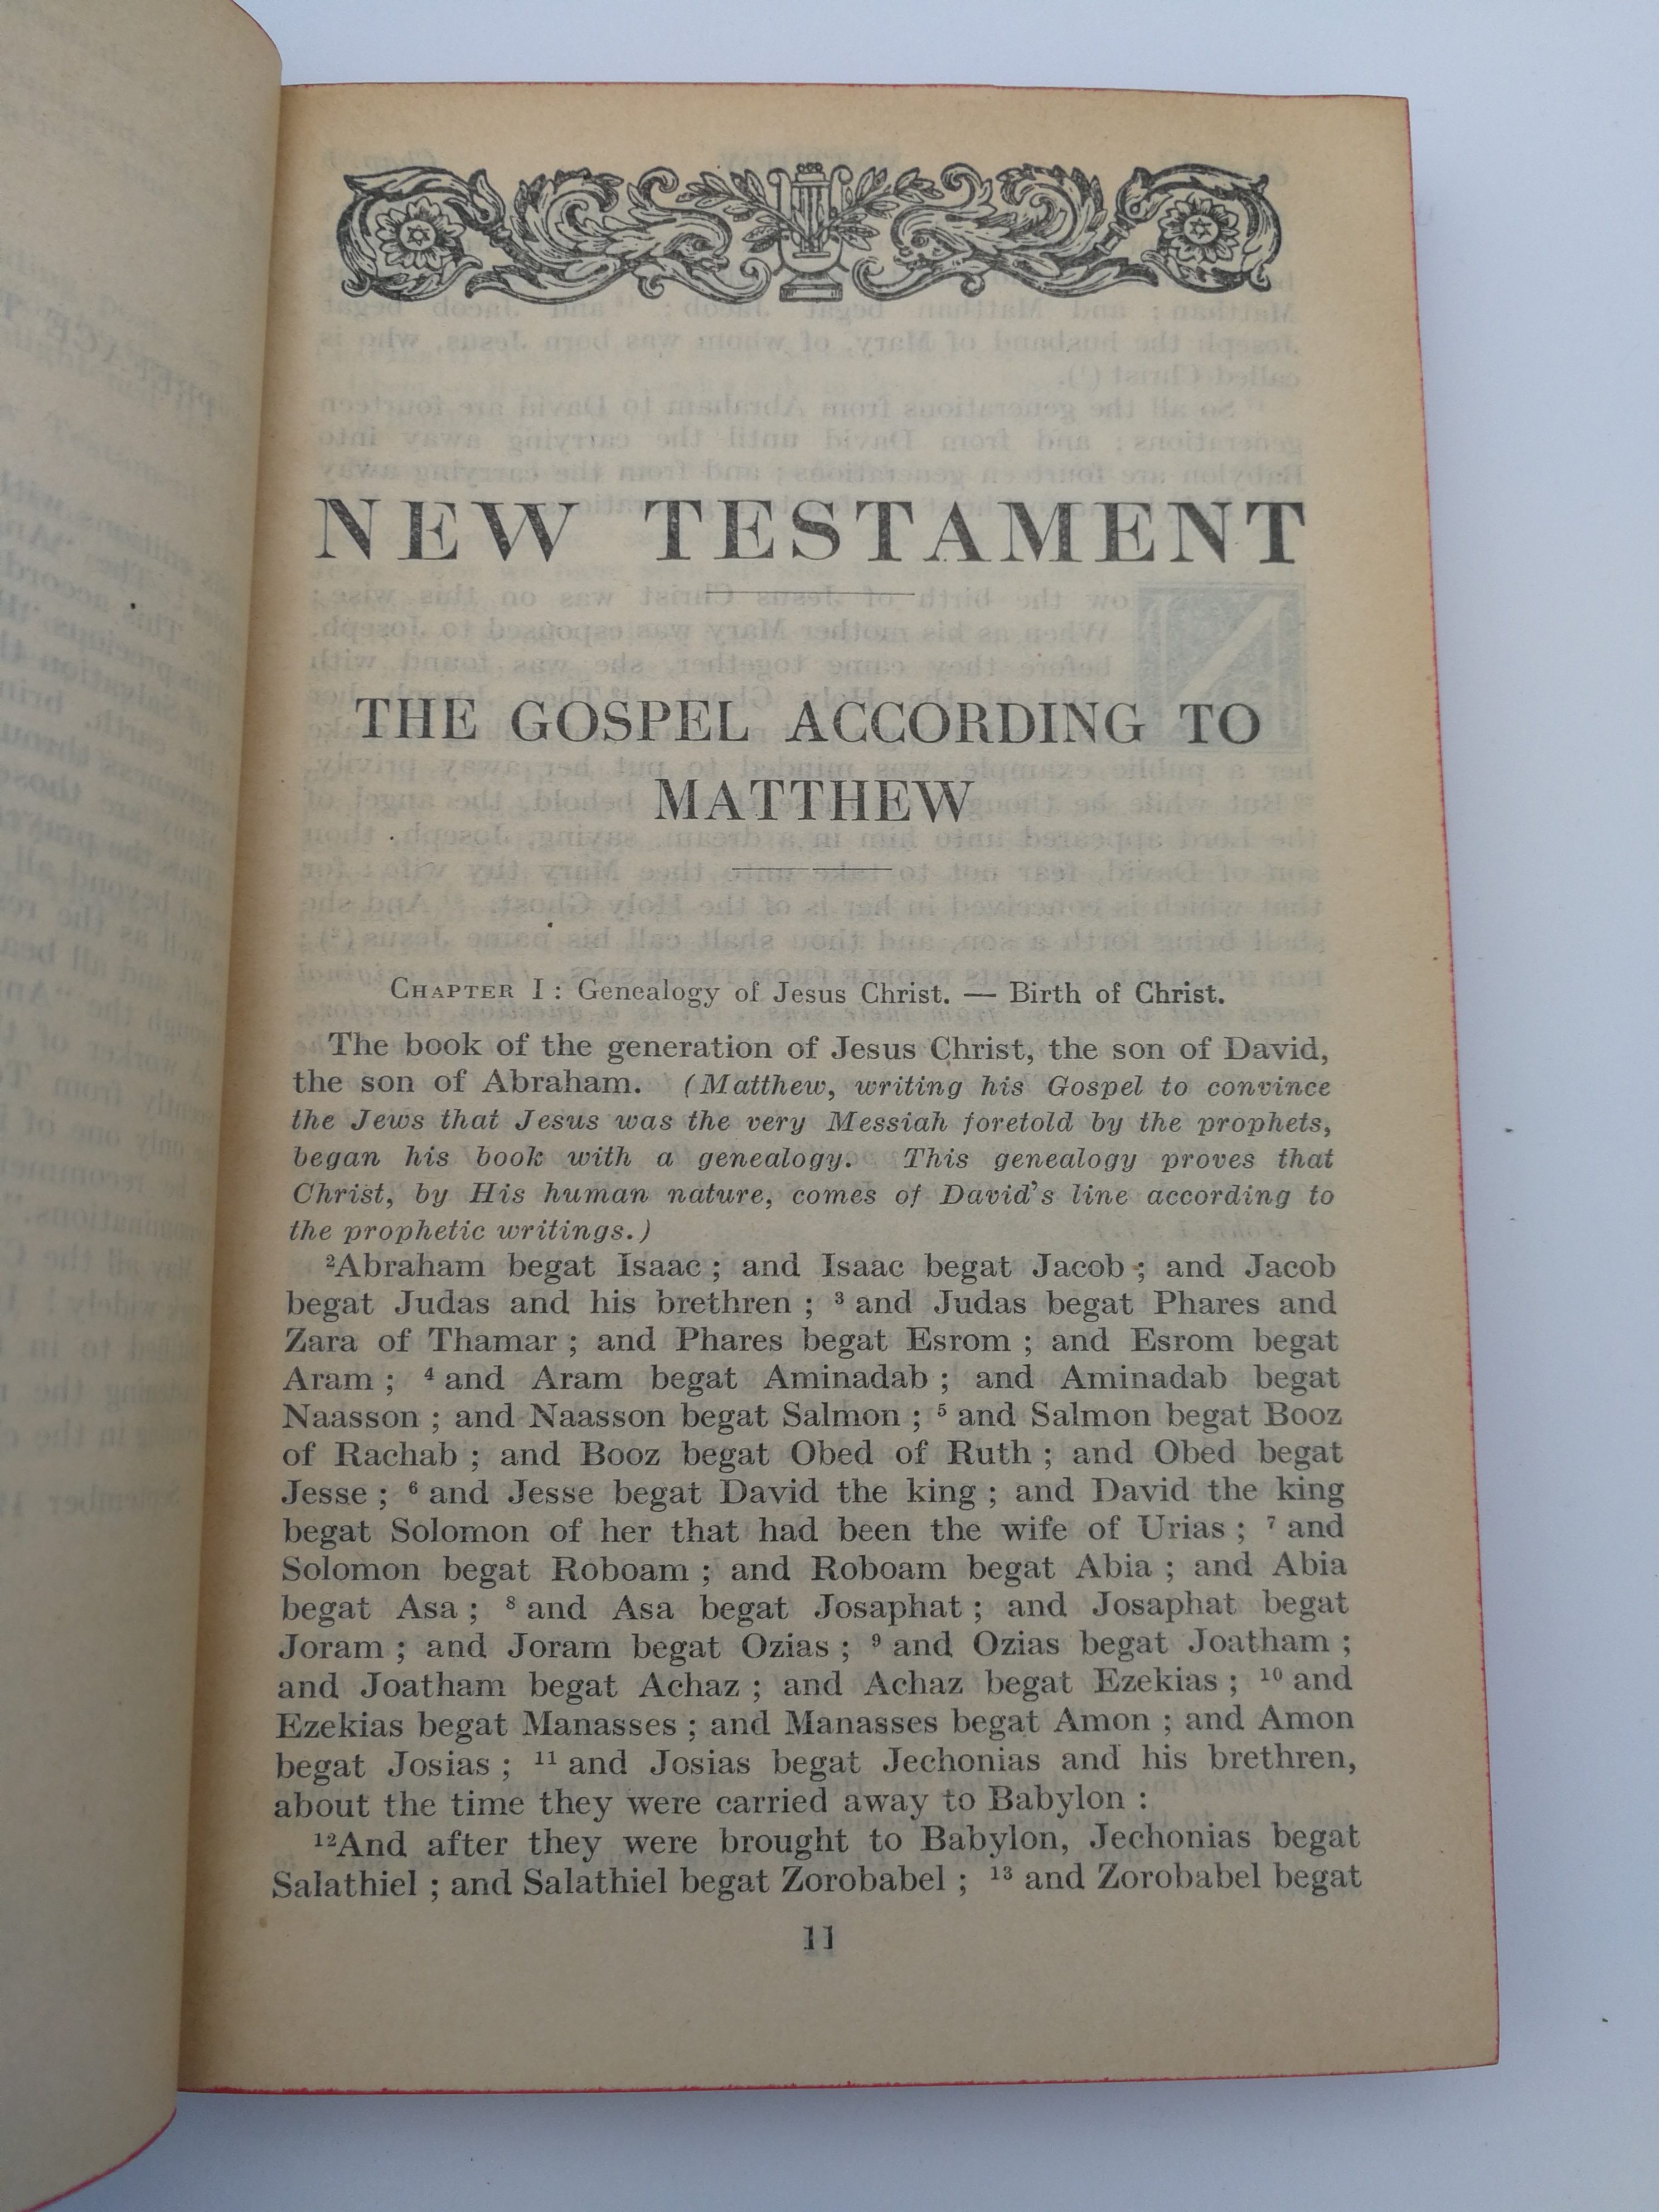 NEW TESTAMENT
THE GOSPEL ACCORDING TO
MATTHEW
CHAPTER I : Genealogy of Jesus Christ. — Birth of Christ.
The book of the generation of Jesus Christ, the son of David,
the son of Abraham. (Matthew, writing his Gospel to convince
the Jews that Jesus was the very Messiah foretold by the prophets,
began his book with a genealogy. This genealogy proves that
Christ, by His human nature, comes of David's line according to
the prophetic writings.)
²Abraham begat Isaac ; and Isaac begat Jacob ; and Jacob
begat Judas and his brethren ; ³ and Judas begat Phares and
Zara of Thamar ; and Phares begat Esrom ; and Esrom begat
Aram ; ⁴ and Aram begat Aminadab ; and Aminadab begat
Naasson ; and Naasson begat Salmon ; ⁵ and Salmon begat Booz
of Rachab ; and Booz begat Obed of Ruth ; and Obed begat
Jesse ; ⁶ and Jesse begat David the king ; and David the king
begat Solomon of her that had been the wife of Urias ; ⁷ and
Solomon begat Roboam ; and Roboam begat Abia ; and Abia
begat Asa ; ⁸ and Asa begat Josaphat ; and Josaphat begat
Joram ; and Joram begat Ozias ; ⁹ and Ozias begat Joatham ;
and Joatham begat Achaz ; and Achaz begat Ezekias ; ¹⁰ and
Ezekias begat Manasses ; and Manasses begat Amon ; and Amon
begat Josias ; ¹¹ and Josias begat Jechonias and his brethren,
about the time they were carried away to Babylon :
¹²And after they were brought to Babylon, Jechonias begat
Salathiel ; and Salathiel begat Zorobabel ; ¹³ and Zorobabel begat
11